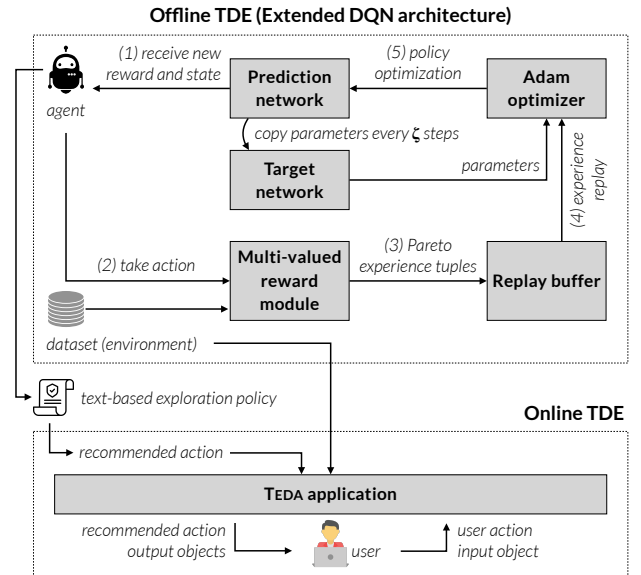 Offline TDE (Extended DQN architecture)
(1) receive new
reward and state
(5) policy
optimization
Prediction
network
Adam
optimizer
agent
copy parameters every ζ steps
Target
network
parameters
(4) experience
replay
(2) take action
Multi-valued
reward
module
(3) Pareto
experience tuples
Replay buffer
dataset (environment)
text-based exploration policy
Online TDE
recommended action
TEDA application
recommended action
output objects
user
user action
input object